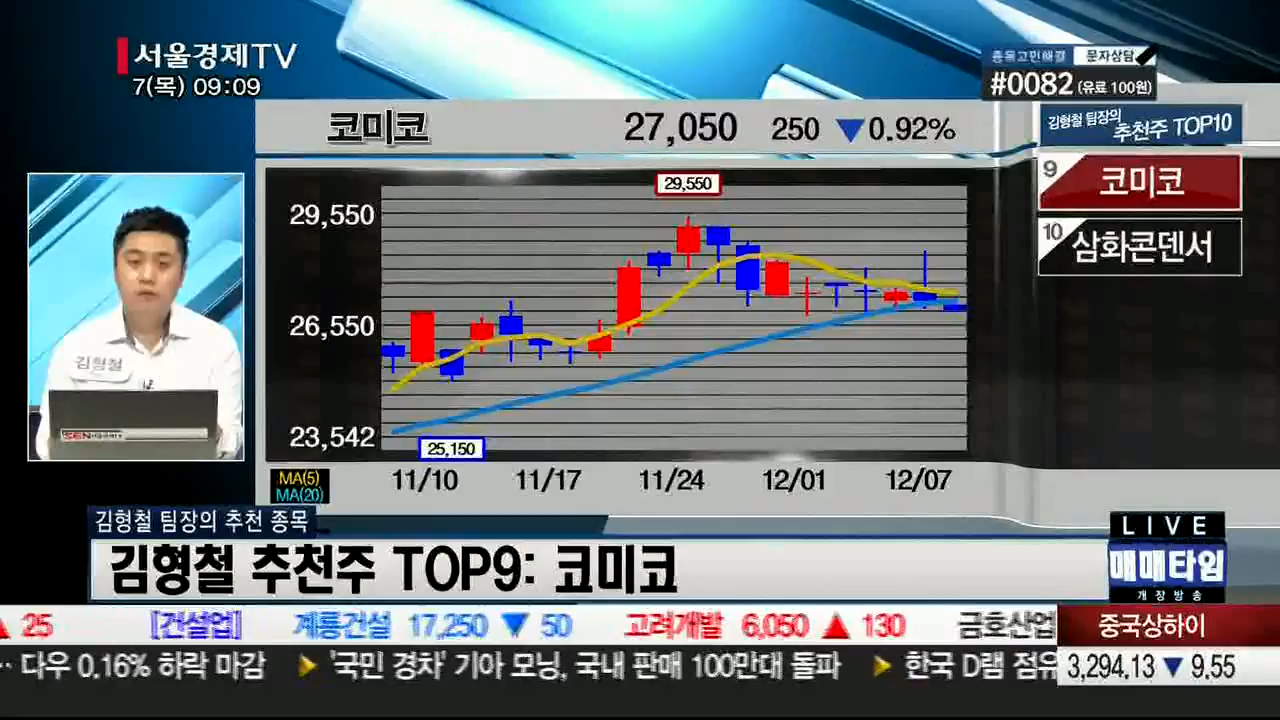 서울경제TV
7(목) 09:09
종목고민해결 문자상담
#0082 (유료 100원)
코미코 27,050 250 ▼0.92%
김형철 팀장의
추천주 TOP10
9 코미코
10 삼화콘덴서
29,550
29,550
26,550
23,542
25,150
MA(5)
MA(20)
11/10 11/17 11/24 12/01 12/07
김형철
SEN
김형철 팀장의 추천 종목
김형철 추천주 TOP9: 코미코
LIVE
매매타임
개장방송
▲ 25 [건설업] 계룡건설 17,250 ▼ 50 고려개발 6,050 ▲ 130 금호산업
중국상하이
·· 다우 0.16% 하락 마감 ▶ '국민 경차' 기아 모닝, 국내 판매 100만대 돌파 ▶ 한국 D램 점유
3,294.13 ▼ 9.55